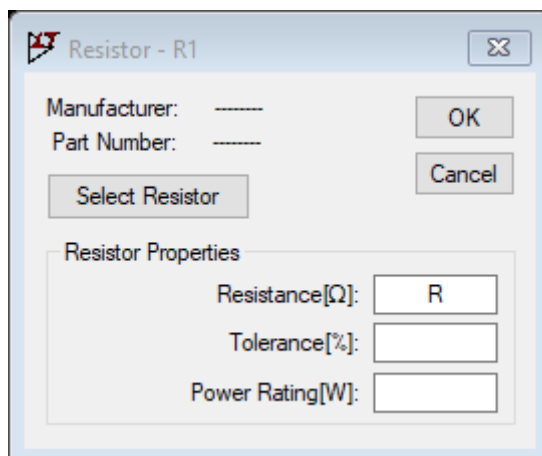 Resistor - R1
Manufacturer: --------
OK
Part Number: --------
Cancel
Select Resistor
Resistor Properties
Resistance[Ω]: R
Tolerance[%]:
Power Rating[W]: